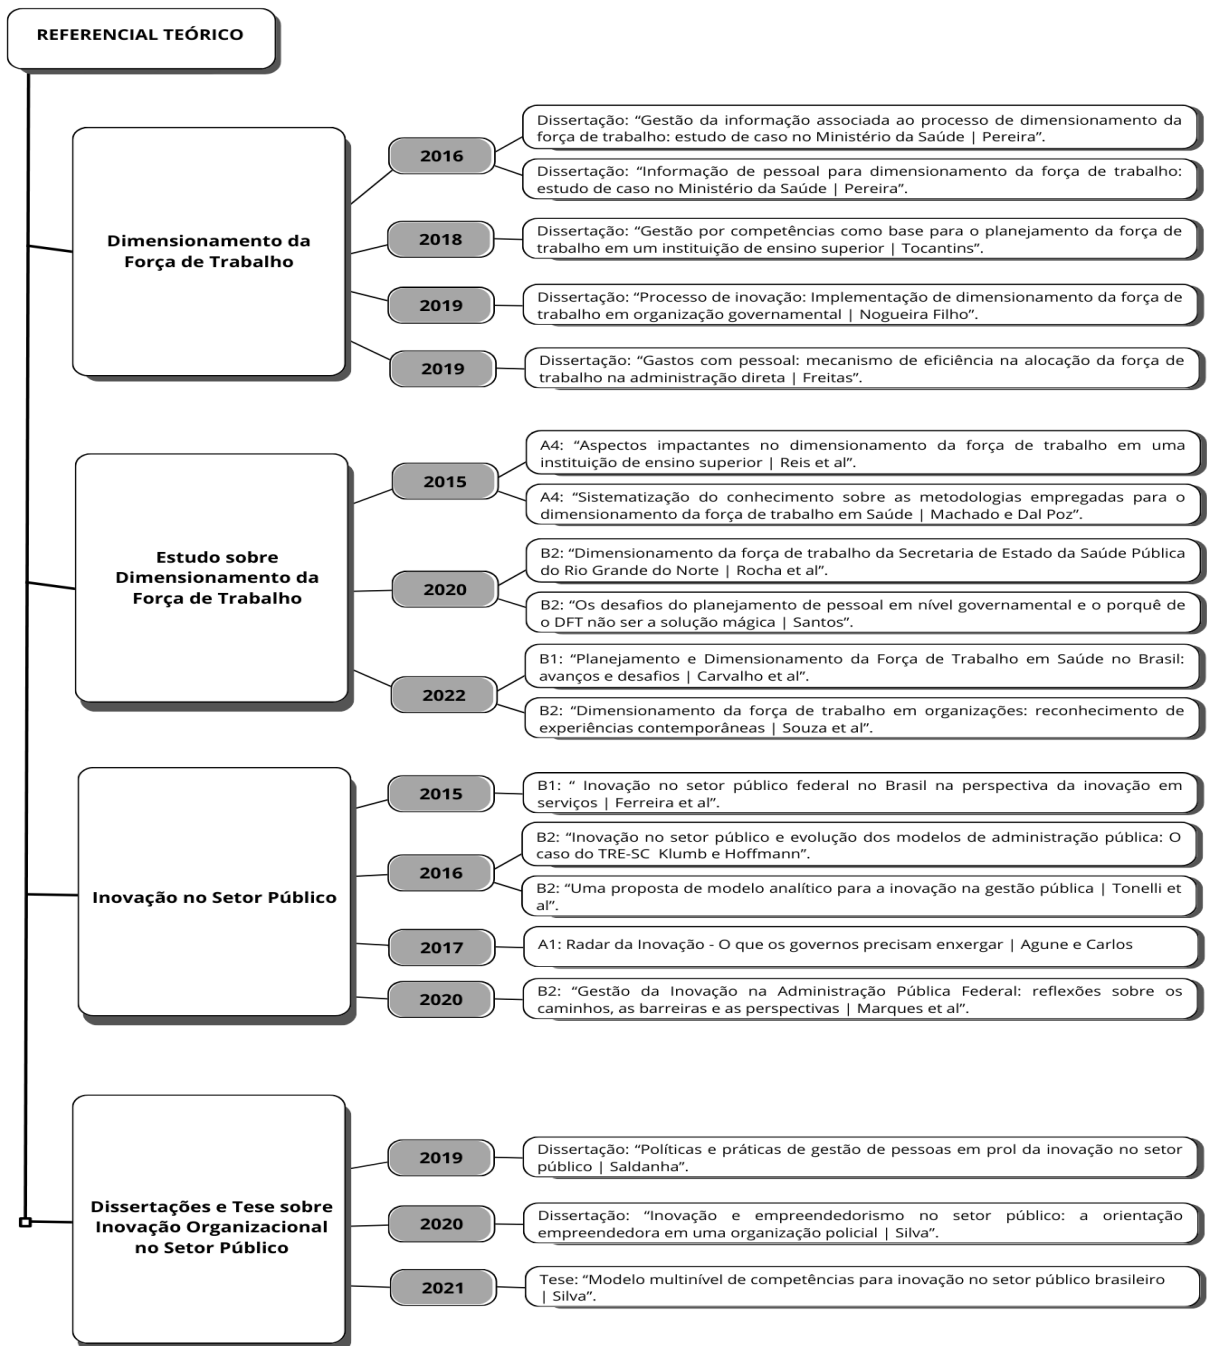 REFERENCIAL TEÓRICO
Dimensionamento da
Força de Trabalho
2016
Dissertação: “Gestão da informação associada ao processo de dimensionamento da
força de trabalho: estudo de caso no Ministério da Saúde | Pereira”.
Dissertação: “Informação de pessoal para dimensionamento da força de trabalho:
estudo de caso no Ministério da Saúde | Pereira”.
2018
Dissertação: “Gestão por competências como base para o planejamento da força de
trabalho em um instituição de ensino superior | Tocantins”.
2019
Dissertação: “Processo de inovação: Implementação de dimensionamento da força de
trabalho em organização governamental | Nogueira Filho”.
2019
Dissertação: “Gastos com pessoal: mecanismo de eficiência na alocação da força de
trabalho na administração direta | Freitas”.
Estudo sobre
Dimensionamento da
Força de Trabalho
2015
A4: “Aspectos impactantes no dimensionamento da força de trabalho em uma
instituição de ensino superior | Reis et al”.
A4: “Sistematização do conhecimento sobre as metodologias empregadas para o
dimensionamento da força de trabalho em Saúde | Machado e Dal Poz”.
2020
B2: “Dimensionamento da força de trabalho da Secretaria de Estado da Saúde Pública
do Rio Grande do Norte | Rocha et al”.
B2: “Os desafios do planejamento de pessoal em nível governamental e o porquê de
o DFT não ser a solução mágica | Santos”.
2022
B1: “Planejamento e Dimensionamento da Força de Trabalho em Saúde no Brasil:
avanços e desafios | Carvalho et al”.
B2: “Dimensionamento da força de trabalho em organizações: reconhecimento de
experiências contemporâneas | Souza et al”.
Inovação no Setor Público
2015
B1: “ Inovação no setor público federal no Brasil na perspectiva da inovação em
serviços | Ferreira et al”.
2016
B2: “Inovação no setor público e evolução dos modelos de administração pública: O
caso do TRE-SC Klumb e Hoffmann”.
B2: “Uma proposta de modelo analítico para a inovação na gestão pública | Tonelli et
al”.
2017
A1: Radar da Inovação - O que os governos precisam enxergar | Agune e Carlos
2020
B2: “Gestão da Inovação na Administração Pública Federal: reflexões sobre os
caminhos, as barreiras e as perspectivas | Marques et al”.
Dissertações e Tese sobre
Inovação Organizacional
no Setor Público
2019
Dissertação: “Políticas e práticas de gestão de pessoas em prol da inovação no setor
público | Saldanha”.
2020
Dissertação: “Inovação e empreendedorismo no setor público: a orientação
empreendedora em uma organização policial | Silva”.
2021
Tese: “Modelo multinível de competências para inovação no setor público brasileiro
| Silva”.